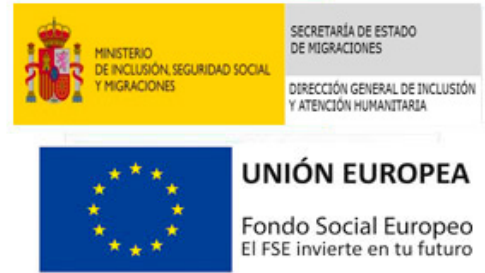 MINISTERIO
DE INCLUSIÓN, SEGURIDAD SOCIAL
Y MIGRACIONES
SECRETARÍA DE ESTADO
DE MIGRACIONES
DIRECCIÓN GENERAL DE INCLUSIÓN
Y ATENCIÓN HUMANITARIA
UNIÓN EUROPEA
Fondo Social Europeo
El FSE invierte en tu futuro